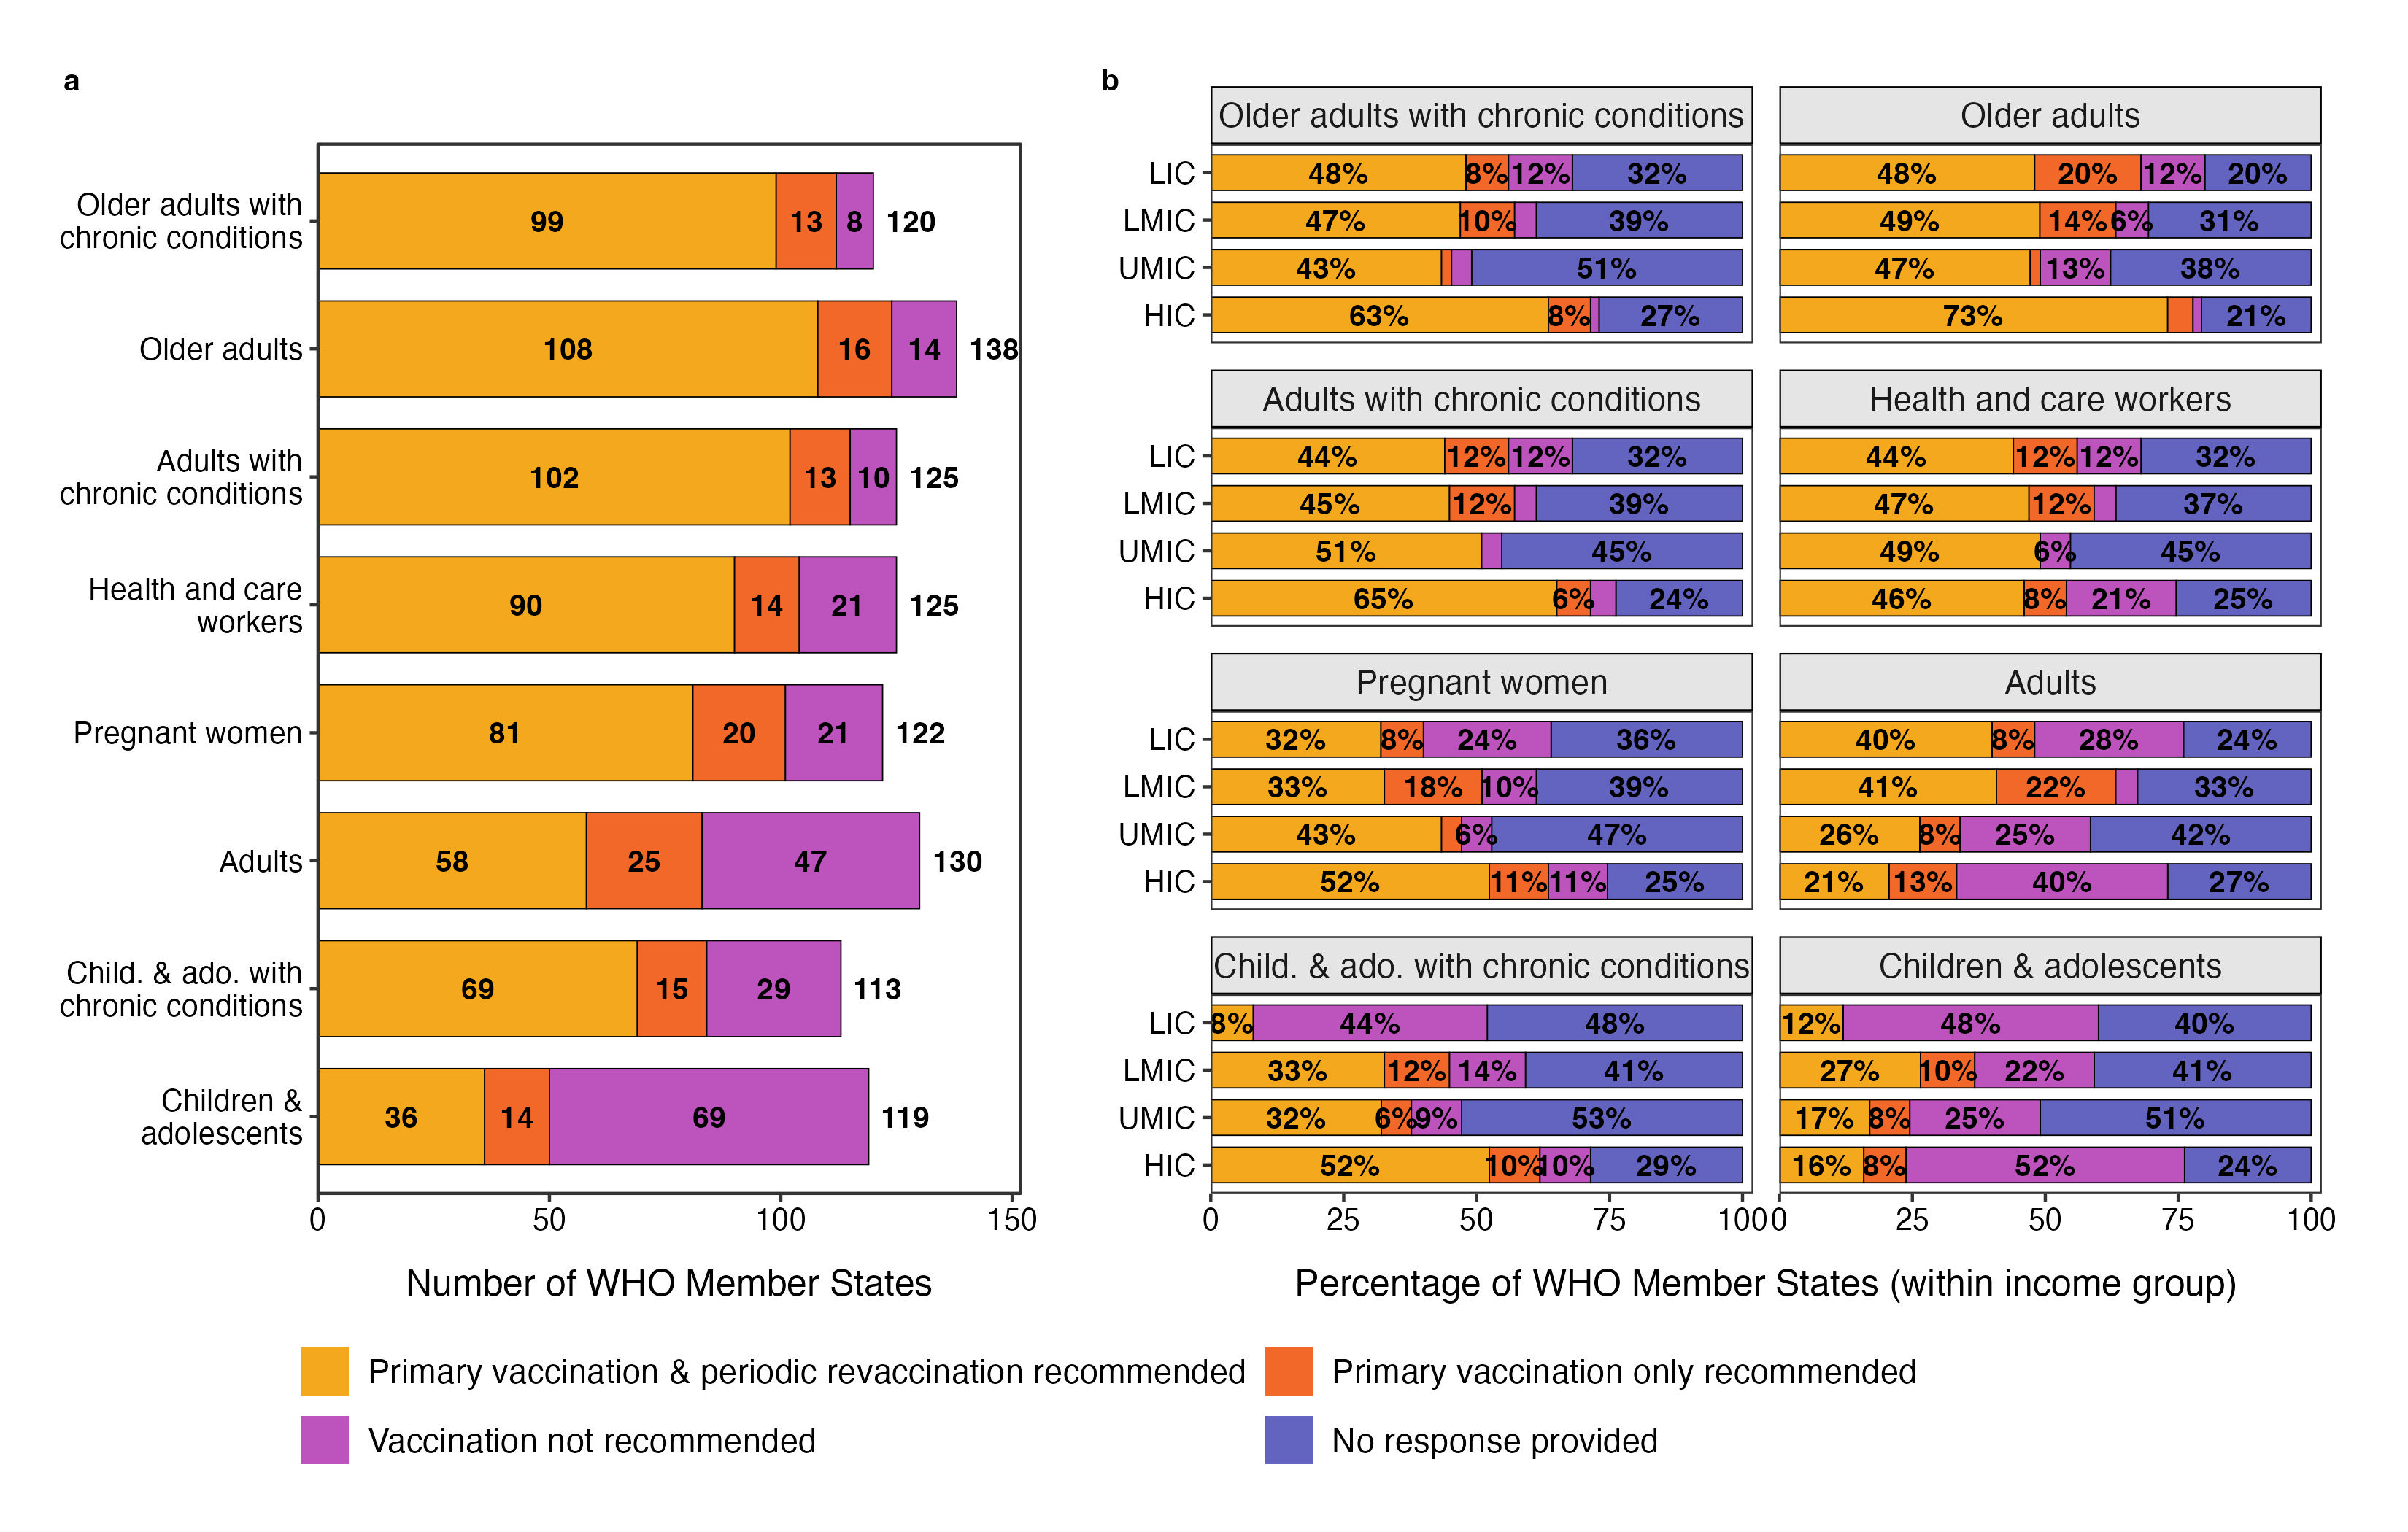 a
Older adults with
chronic conditions
99 13 8 120
Older adults
108 16 14 138
Adults with
chronic conditions
102 13 10 125
Health and care
workers
90 14 21 125
Pregnant women
81 20 21 122
Adults
58 25 47 130
Child. & ado. with
chronic conditions
69 15 29 113
Children &
adolescents
36 14 69 119
0 50 100 150
Number of WHO Member States
b
Older adults with chronic conditions
LIC 48% 8% 12% 32%
LMIC 47% 10% 39%
UMIC 43% 51%
HIC 63% 8% 27%
Older adults
48% 20% 12% 20%
49% 14% 6% 31%
47% 13% 38%
73% 21%
Adults with chronic conditions
LIC 44% 12% 12% 32%
LMIC 45% 12% 39%
UMIC 51% 45%
HIC 65% 6% 24%
Health and care workers
44% 12% 12% 32%
47% 12% 37%
49% 6% 45%
46% 8% 21% 25%
Pregnant women
LIC 32% 8% 24% 36%
LMIC 33% 18% 10% 39%
UMIC 43% 6% 47%
HIC 52% 11% 11% 25%
Adults
40% 8% 28% 24%
41% 22% 33%
26% 8% 25% 42%
21% 13% 40% 27%
Child. & ado. with chronic conditions
LIC 8% 44% 48%
LMIC 33% 12% 14% 41%
UMIC 32% 6% 9% 53%
HIC 52% 10% 10% 29%
0 25 50 75 100
Children & adolescents
12% 48% 40%
27% 10% 22% 41%
17% 8% 25% 51%
16% 8% 52% 24%
0 25 50 75 100
Percentage of WHO Member States (within income group)
Primary vaccination & periodic revaccination recommended
Primary vaccination only recommended
Vaccination not recommended
No response provided